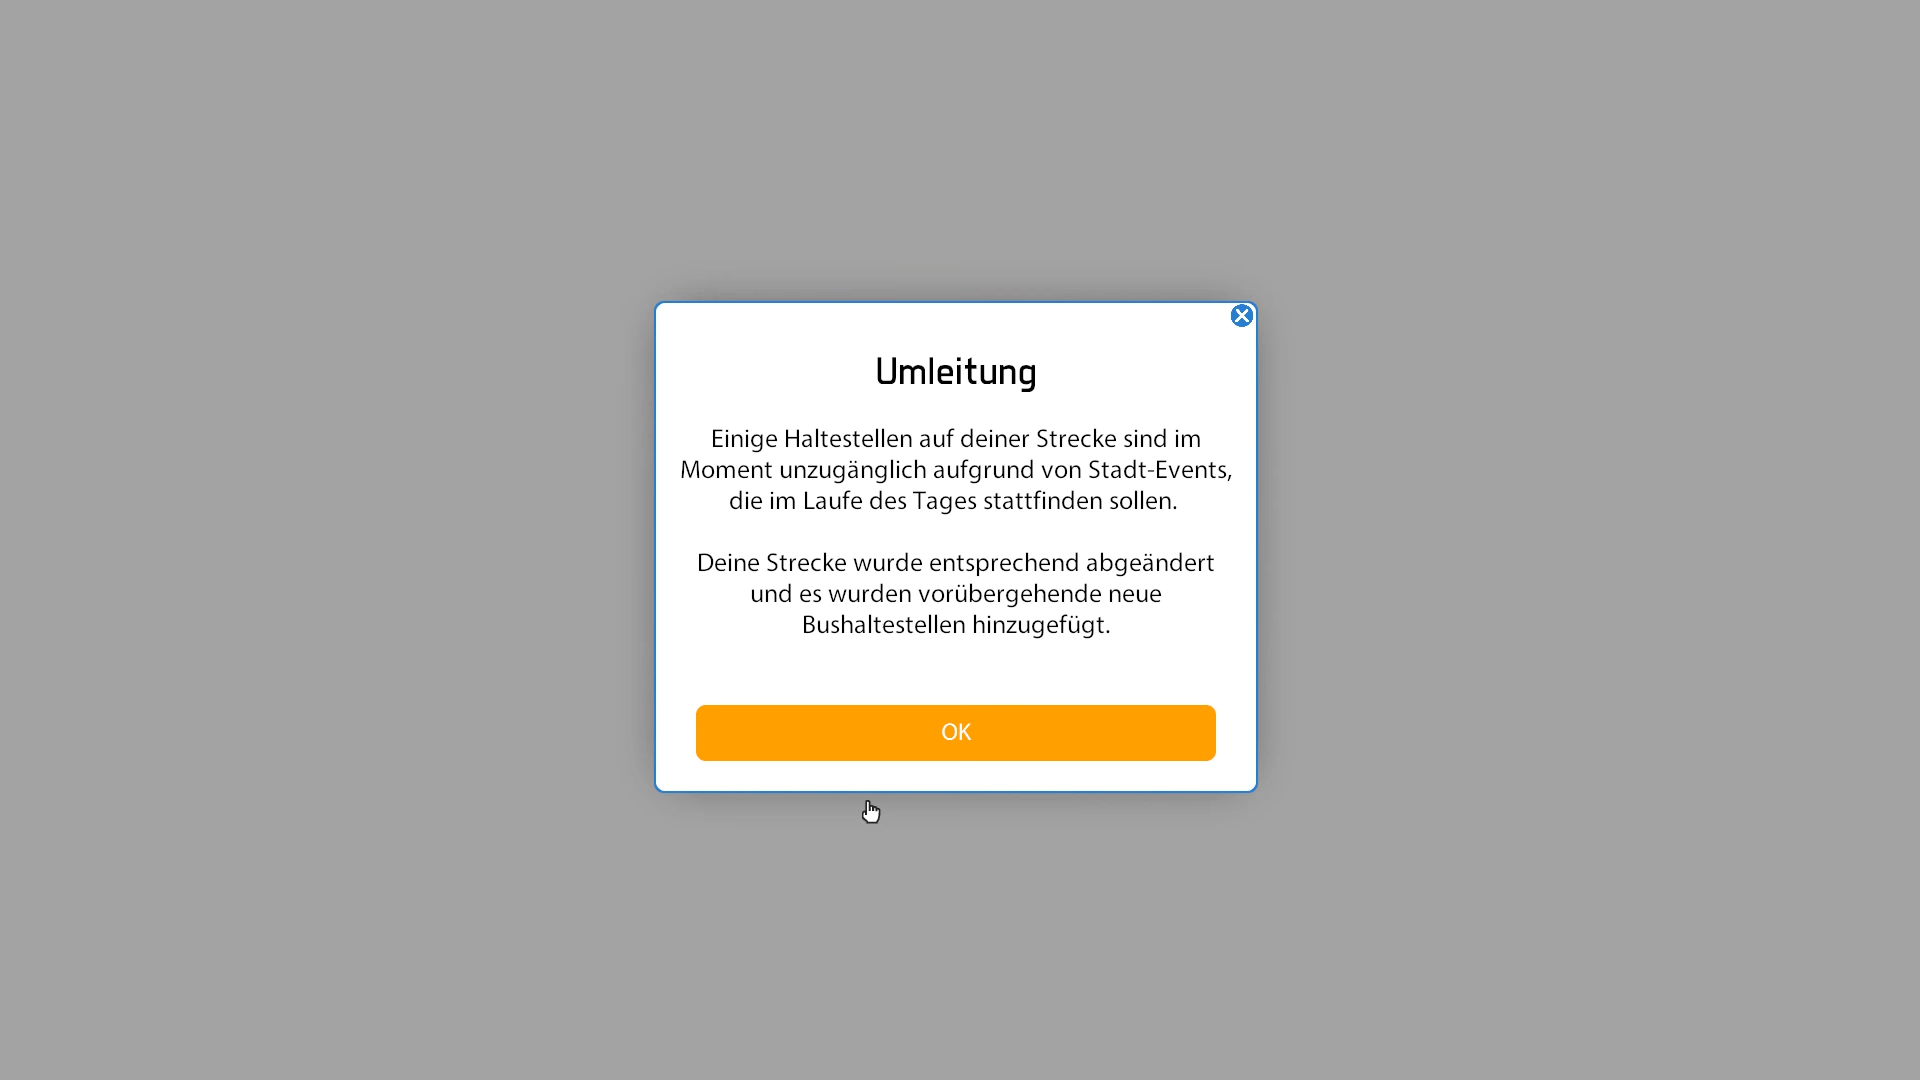 Umleitung
Einige Haltestellen auf deiner Strecke sind im
Moment unzugänglich aufgrund von Stadt-Events,
die im Laufe des Tages stattfinden sollen.
Deine Strecke wurde entsprechend abgeändert
und es wurden vorübergehende neue
Bushaltestellen hinzugefügt.
OK